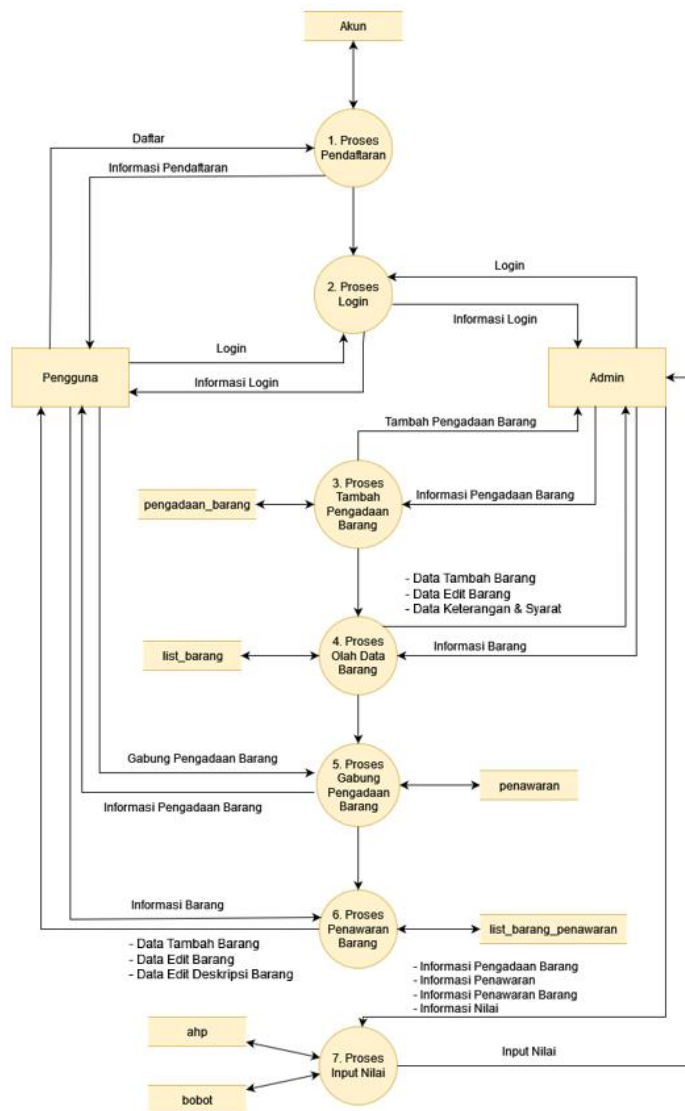 Akun
Daftar
1. Proses
Pendaftaran
Informasi Pendaftaran
Login
2. Proses
Login
Informasi Login
Login
Pengguna
Informasi Login
Admin
Tambah Pengadaan Barang
3. Proses
Tambah
Pengadaan
Barang
pengadaan_barang
Informasi Pengadaan Barang
- Data Tambah Barang
- Data Edit Barang
- Data Keterangan & Syarat
4. Proses
Olah Data
Barang
list_barang
Informasi Barang
Gabung Pengadaan Barang
5. Proses
Gabung
Pengadaan
Barang
penawaran
Informasi Pengadaan Barang
Informasi Barang
6. Proses
Penawaran
Barang
list_barang_penawaran
- Data Tambah Barang
- Data Edit Barang
- Data Edit Deskripsi Barang
- Informasi Pengadaan Barang
- Informasi Penawaran
- Informasi Penawaran Barang
- Informasi Nilai
ahp
7. Proses
Input Nilai
Input Nilai
bobot